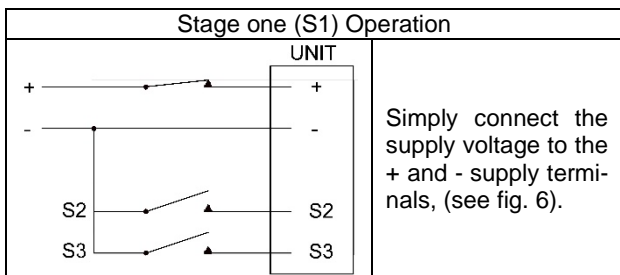 Stage one (S1) Operation
UNIT
+ +
- -
S2 S2
S3 S3
Simply connect the
supply voltage to the
+ and - supply termi-
nals, (see fig. 6).